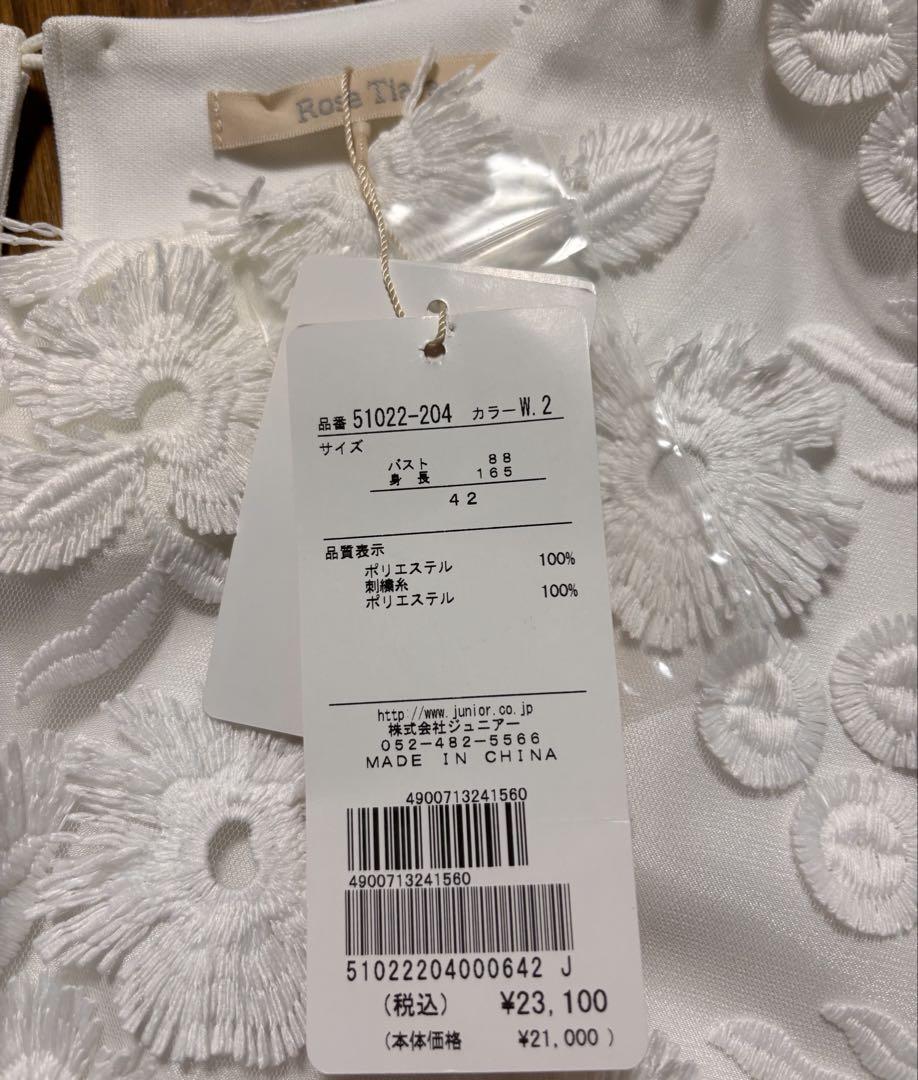 Rose Tiara
品番 51022-204 カラーW.2
サイズ
バスト 88
身長 165
42
品質表示
ポリエステル 100%
刺繍糸
ポリエステル 100%
http://www.junior.co.jp
株式会社ジュニアー
052-482-5566
MADE IN CHINA
4900713241560
4900713241560
51022204000642 J
(税込) ¥23,100
(本体価格 ¥21,000 )